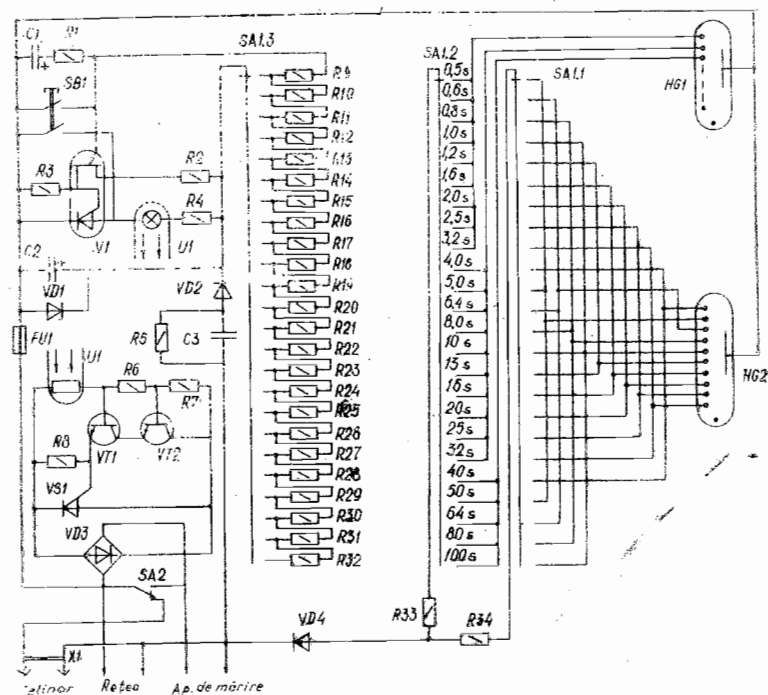 C1
R1
SB1
R3
R2
R4
V1
U1
C2
VD1
VD2
FU1
R5
C3
U1
R6
R7
VT1
VT2
R8
VS1
VD3
SA2
X1
Rețea
Ap. de mărire
VD4
SA1.3
R9
R10
R11
R12
R13
R14
R15
R16
R17
R18
R19
R20
R21
R22
R23
R24
R25
R26
R27
R28
R29
R30
R31
R32
R33
R34
SA1.2
0,5s
0,6s
0,8s
1,0s
1,2s
1,6s
2,0s
2,5s
3,2s
4,0s
5,0s
6,4s
8,0s
10s
13s
16s
20s
25s
32s
40s
50s
64s
80s
100s
SA1.1
HG1
HG2